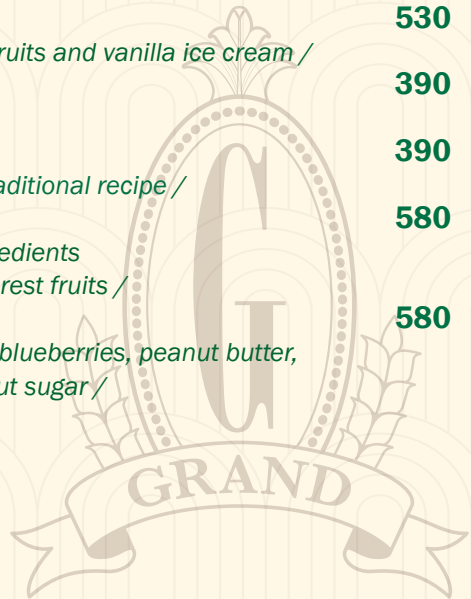 530
fruits and vanilla ice cream /
390
390
aditional recipe /
580
edients
rest fruits /
580
blueberries, peanut butter,
ut sugar /
G
GRAND